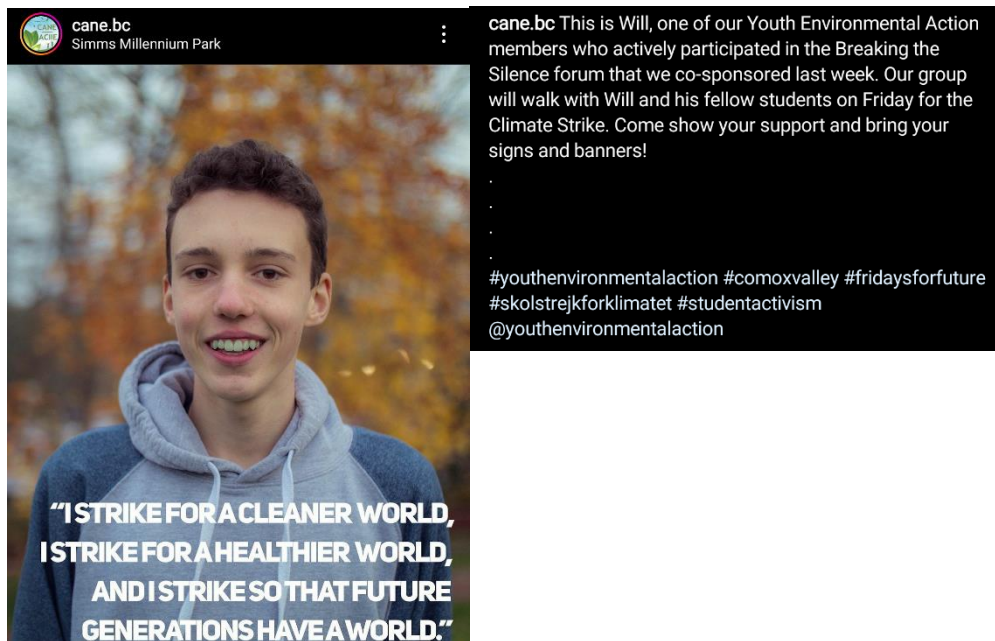 CANE
ACNE
cane.bc
Simms Millennium Park
“I STRIKE FOR A CLEANER WORLD,
I STRIKE FOR A HEALTHIER WORLD,
AND I STRIKE SO THAT FUTURE
GENERATIONS HAVE A WORLD.”
cane.bc This is Will, one of our Youth Environmental Action
members who actively participated in the Breaking the
Silence forum that we co-sponsored last week. Our group
will walk with Will and his fellow students on Friday for the
Climate Strike. Come show your support and bring your
signs and banners!
.
.
.
.
#youthenvironmentalaction #comoxvalley #fridaysforfuture
#skolstrejkforklimatet #studentactivism
@youthenvironmentalaction